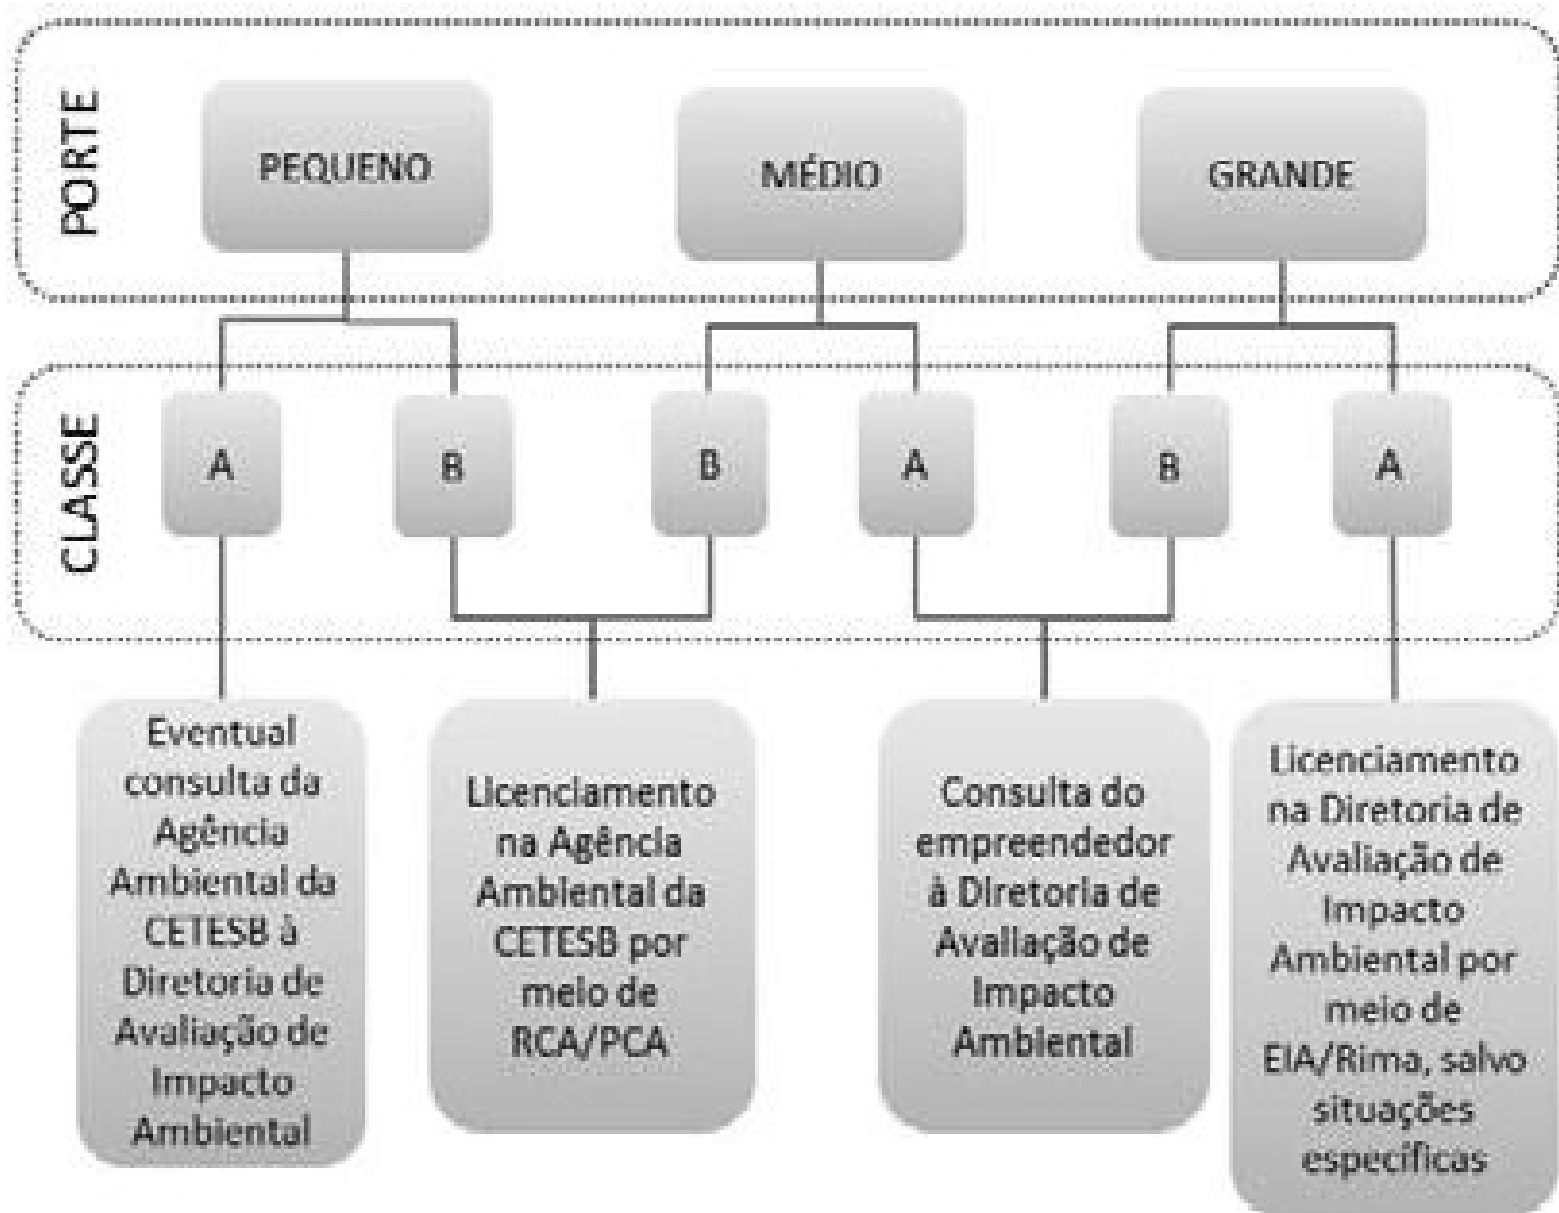 PORTE
PEQUENO
MÉDIO
GRANDE
CLASSE
A
B
B
A
B
A
Eventual
consulta da
Agência
Ambiental da
CETESB à
Diretoria de
Avaliação de
Impacto
Ambiental
Licenciamento
na Agência
Ambiental da
CETESB por
meio de
RCA/PCA
Consulta do
empreendedor
à Diretoria de
Avaliação de
Impacto
Ambiental
Licenciamento
na Diretoria de
Avaliação de
Impacto
Ambiental por
meio de
EIA/Rima, salvo
situações
específicas